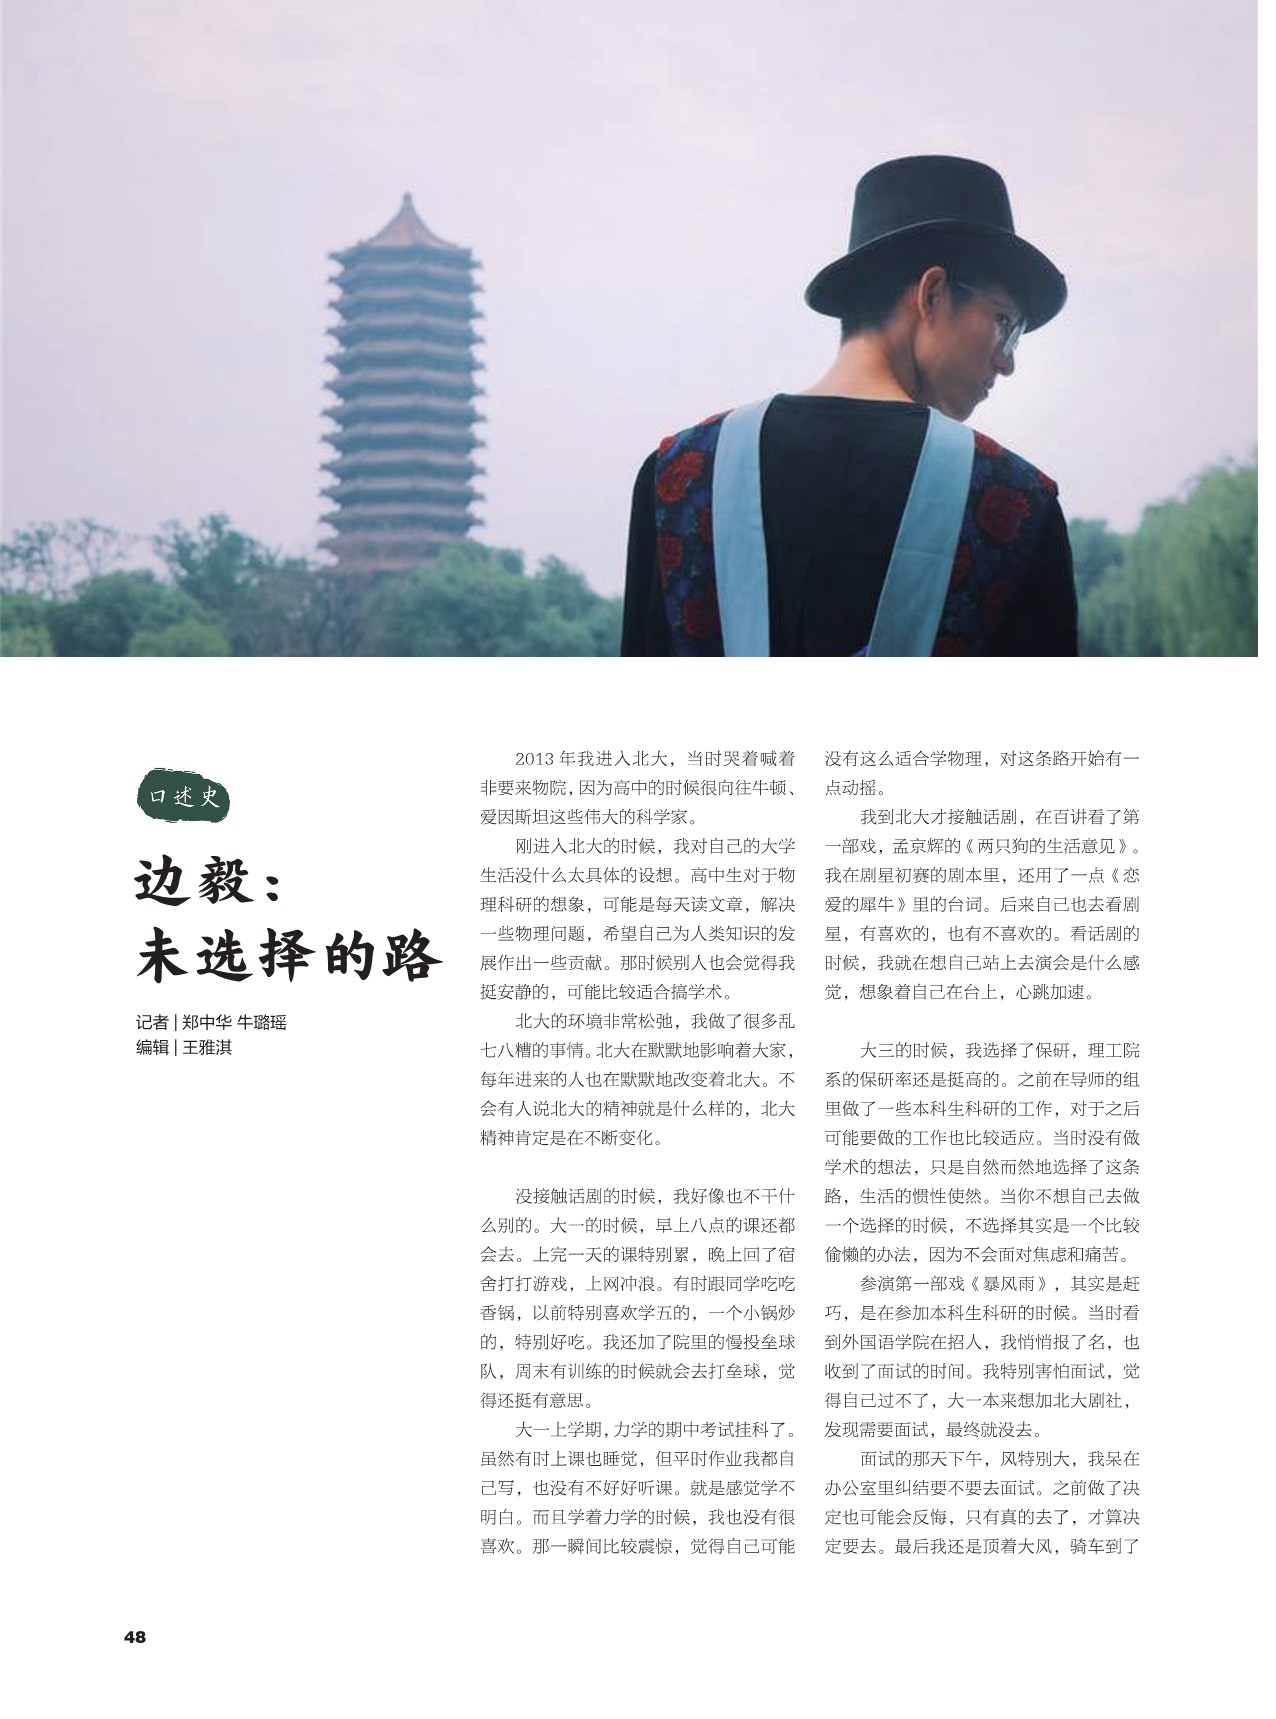 口述史
边毅：
未选择的路
记者 | 郑中华 牛璐瑶
编辑 | 王雅淇
2013 年我进入北大，当时哭着喊着
非要来物院，因为高中的时候很向往牛顿、
爱因斯坦这些伟大的科学家。
刚进入北大的时候，我对自己的大学
生活没什么太具体的设想。高中生对于物
理科研的想象，可能是每天读文章，解决
一些物理问题，希望自己为人类知识的发
展作出一些贡献。那时候别人也会觉得我
挺安静的，可能比较适合搞学术。
北大的环境非常松弛，我做了很多乱
七八糟的事情。北大在默默地影响着大家，
每年进来的人也在默默地改变着北大。不
会有人说北大的精神就是什么样的，北大
精神肯定是在不断变化。
没接触话剧的时候，我好像也不干什
么别的。大一的时候，早上八点的课还都
会去。上完一天的课特别累，晚上回了宿
舍打打游戏，上网冲浪。有时跟同学吃吃
香锅，以前特别喜欢学五的，一个小锅炒
的，特别好吃。我还加了院里的慢投垒球
队，周末有训练的时候就会去打垒球，觉
得还挺有意思。
大一上学期，力学的期中考试挂科了。
虽然有时上课也睡觉，但平时作业我都自
己写，也没有不好好听课。就是感觉学不
明白。而且学着力学的时候，我也没有很
喜欢。那一瞬间比较震惊，觉得自己可能
没有这么适合学物理，对这条路开始有一
点动摇。
我到北大才接触话剧，在百讲看了第
一部戏，孟京辉的《两只狗的生活意见》。
我在剧星初赛的剧本里，还用了一点《恋
爱的犀牛》里的台词。后来自己也去看剧
星，有喜欢的，也有不喜欢的。看话剧的
时候，我就在想自己站上去演会是什么感
觉，想象着自己在台上，心跳加速。
大三的时候，我选择了保研，理工院
系的保研率还是挺高的。之前在导师的组
里做了一些本科生科研的工作，对于之后
可能要做的工作也比较适应。当时没有做
学术的想法，只是自然而然地选择了这条
路，生活的惯性使然。当你不想自己去做
一个选择的时候，不选择其实是一个比较
偷懒的办法，因为不会面对焦虑和痛苦。
参演第一部戏《暴风雨》，其实是赶
巧，是在参加本科生科研的时候。当时看
到外国语学院在招人，我悄悄报了名，也
收到了面试的时间。我特别害怕面试，觉
得自己过不了，大一本来想加北大剧社，
发现需要面试，最终就没去。
面试的那天下午，风特别大，我呆在
办公室里纠结要不要去面试。之前做了决
定也可能会反悔，只有真的去了，才算决
定要去。最后我还是顶着大风，骑车到了
48